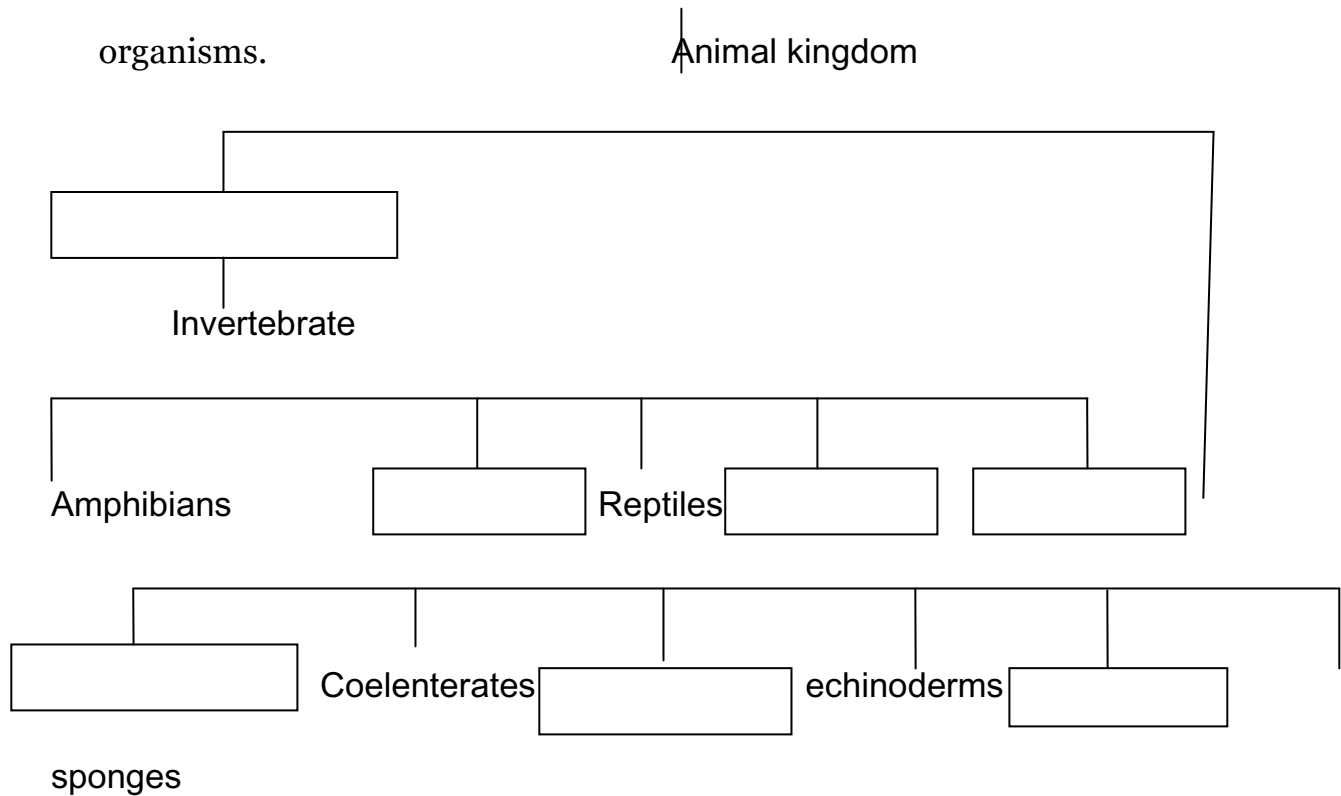 organisms. Animal kingdom
Invertebrate
Amphibians Reptiles
Coelenterates echinoderms
sponges